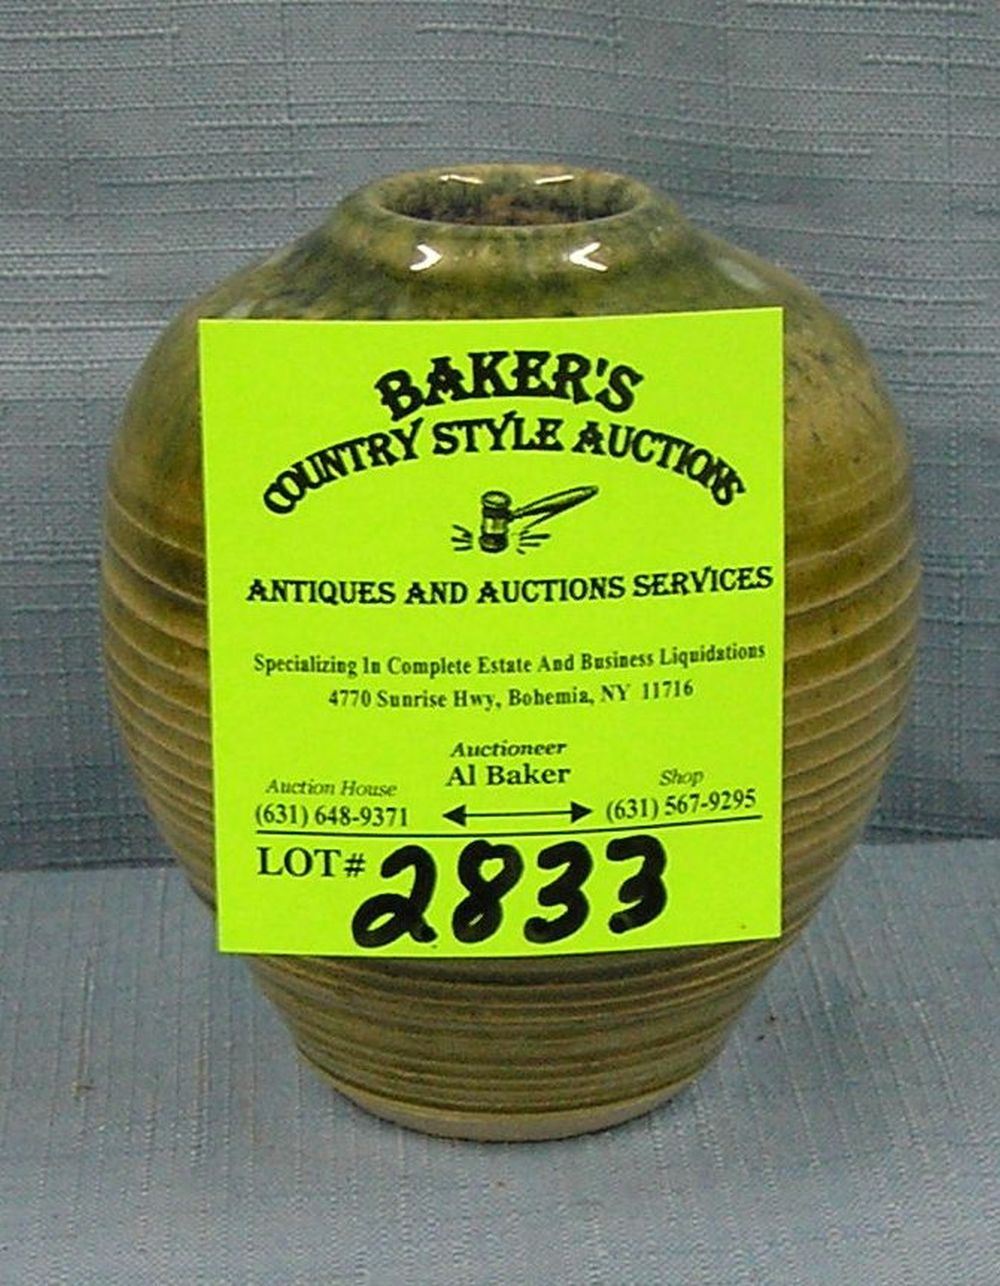 BAKER'S
COUNTRY STYLE AUCTIONS
ANTIQUES AND AUCTIONS SERVICES
Specializing In Complete Estate And Business Liquidations
4770 Sunrise Hwy, Bohemia, NY 11716
Auctioneer
Al Baker
Auction House
(631) 648-9371
Shop
(631) 567-9295
LOT# 2833